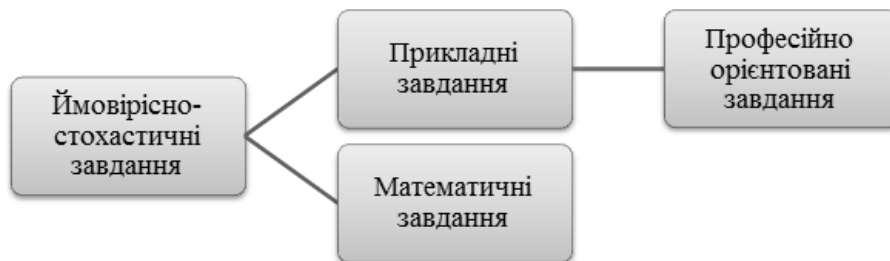 Ймовірісно-
стохастичні
завдання
Прикладні
завдання
Професійно
орієнтовані
завдання
Математичні
завдання